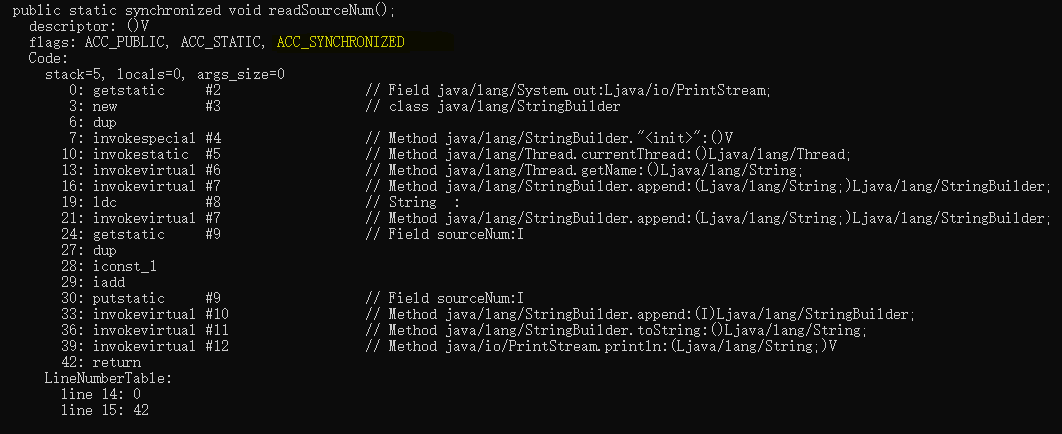 public static synchronized void readSourceNum();
  descriptor: ()V
  flags: ACC_PUBLIC, ACC_STATIC, ACC_SYNCHRONIZED
  Code:
    stack=5, locals=0, args_size=0
       0: getstatic     #2                  // Field java/lang/System.out:Ljava/io/PrintStream;
       3: new           #3                  // class java/lang/StringBuilder
       6: dup
       7: invokespecial #4                  // Method java/lang/StringBuilder."<init>":()V
      10: invokestatic  #5                  // Method java/lang/Thread.currentThread:()Ljava/lang/Thread;
      13: invokevirtual #6                  // Method java/lang/Thread.getName:()Ljava/lang/String;
      16: invokevirtual #7                  // Method java/lang/StringBuilder.append:(Ljava/lang/String;)Ljava/lang/StringBuilder;
      19: ldc           #8                  // String  :
      21: invokevirtual #7                  // Method java/lang/StringBuilder.append:(Ljava/lang/String;)Ljava/lang/StringBuilder;
      24: getstatic     #9                  // Field sourceNum:I
      27: dup
      28: iconst_1
      29: iadd
      30: putstatic     #9                  // Field sourceNum:I
      33: invokevirtual #10                 // Method java/lang/StringBuilder.append:(I)Ljava/lang/StringBuilder;
      36: invokevirtual #11                 // Method java/lang/StringBuilder.toString:()Ljava/lang/String;
      39: invokevirtual #12                 // Method java/io/PrintStream.println:(Ljava/lang/String;)V
      42: return
    LineNumberTable:
      line 14: 0
      line 15: 42